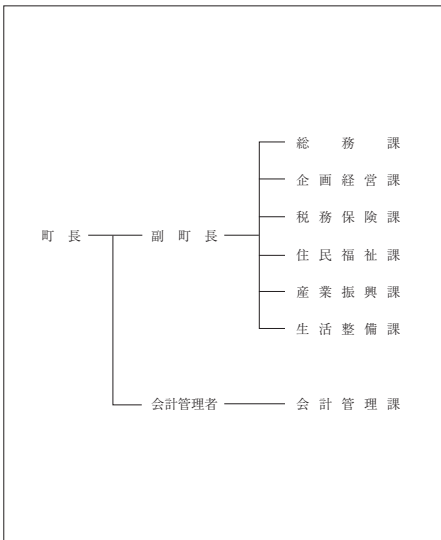 総務課
企画経営課
税務保険課
町長 副町長
住民福祉課
産業振興課
生活整備課
会計管理者 会計管理課